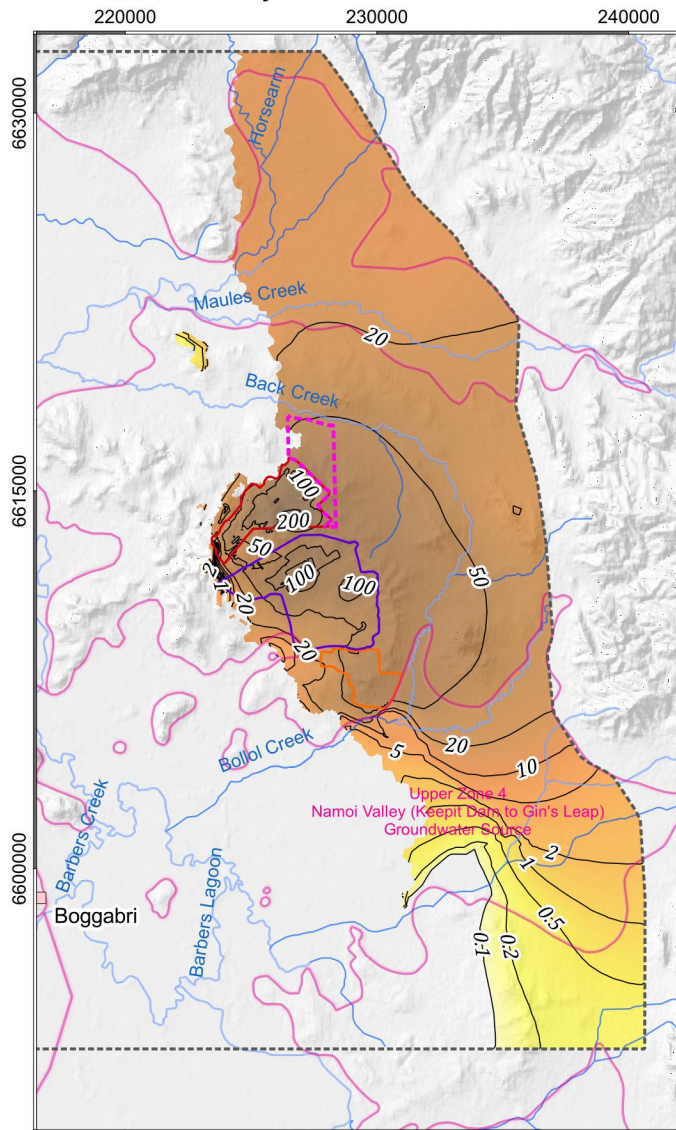 220000
230000
240000
6630000
Horsearm
Maules Creek
20
Back Creek
6615000
100
200
50
100
100
50
2
1
20
20
Bollol Creek
5
20
10
Upper Zone 4
Namoi Valley (Keepit Dam to Gin's Leap)
Groundwater Source
2
1
Barbers Creek
6600000
Boggabri
Barbers Lagoon
0.5
0.1
0.2